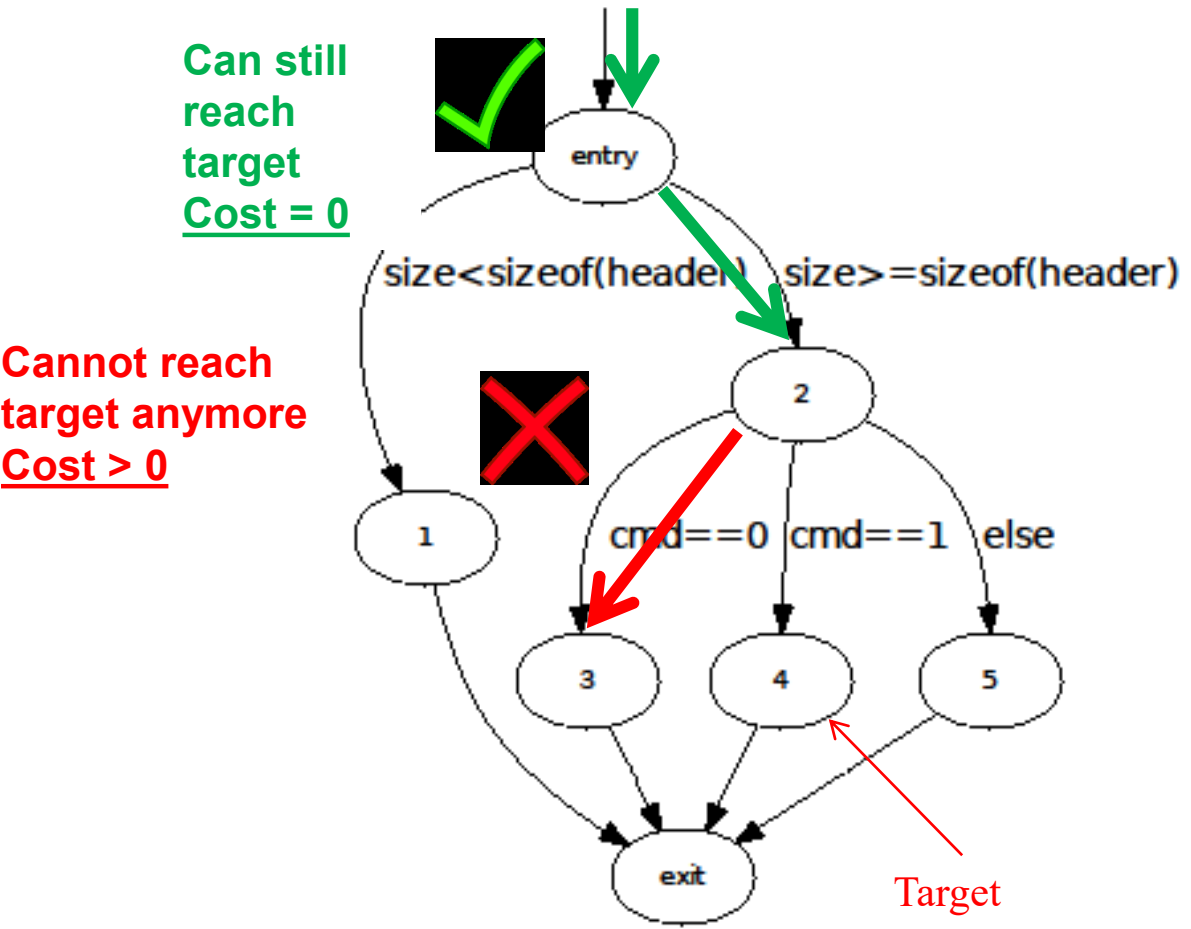 Can still
reach
target
Cost = 0
entry
size<sizeof(header)
size>=sizeof(header)
Cannot reach
target anymore
Cost > 0
2
1
cmd==0
cmd==1
else
3
4
5
exit
Target